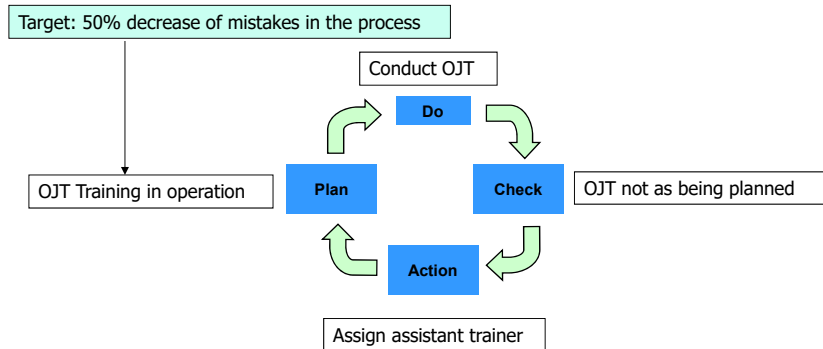 Target: 50% decrease of mistakes in the process
Conduct OJT
Do
OJT Training in operation
Plan
Check
OJT not as being planned
Action
Assign assistant trainer